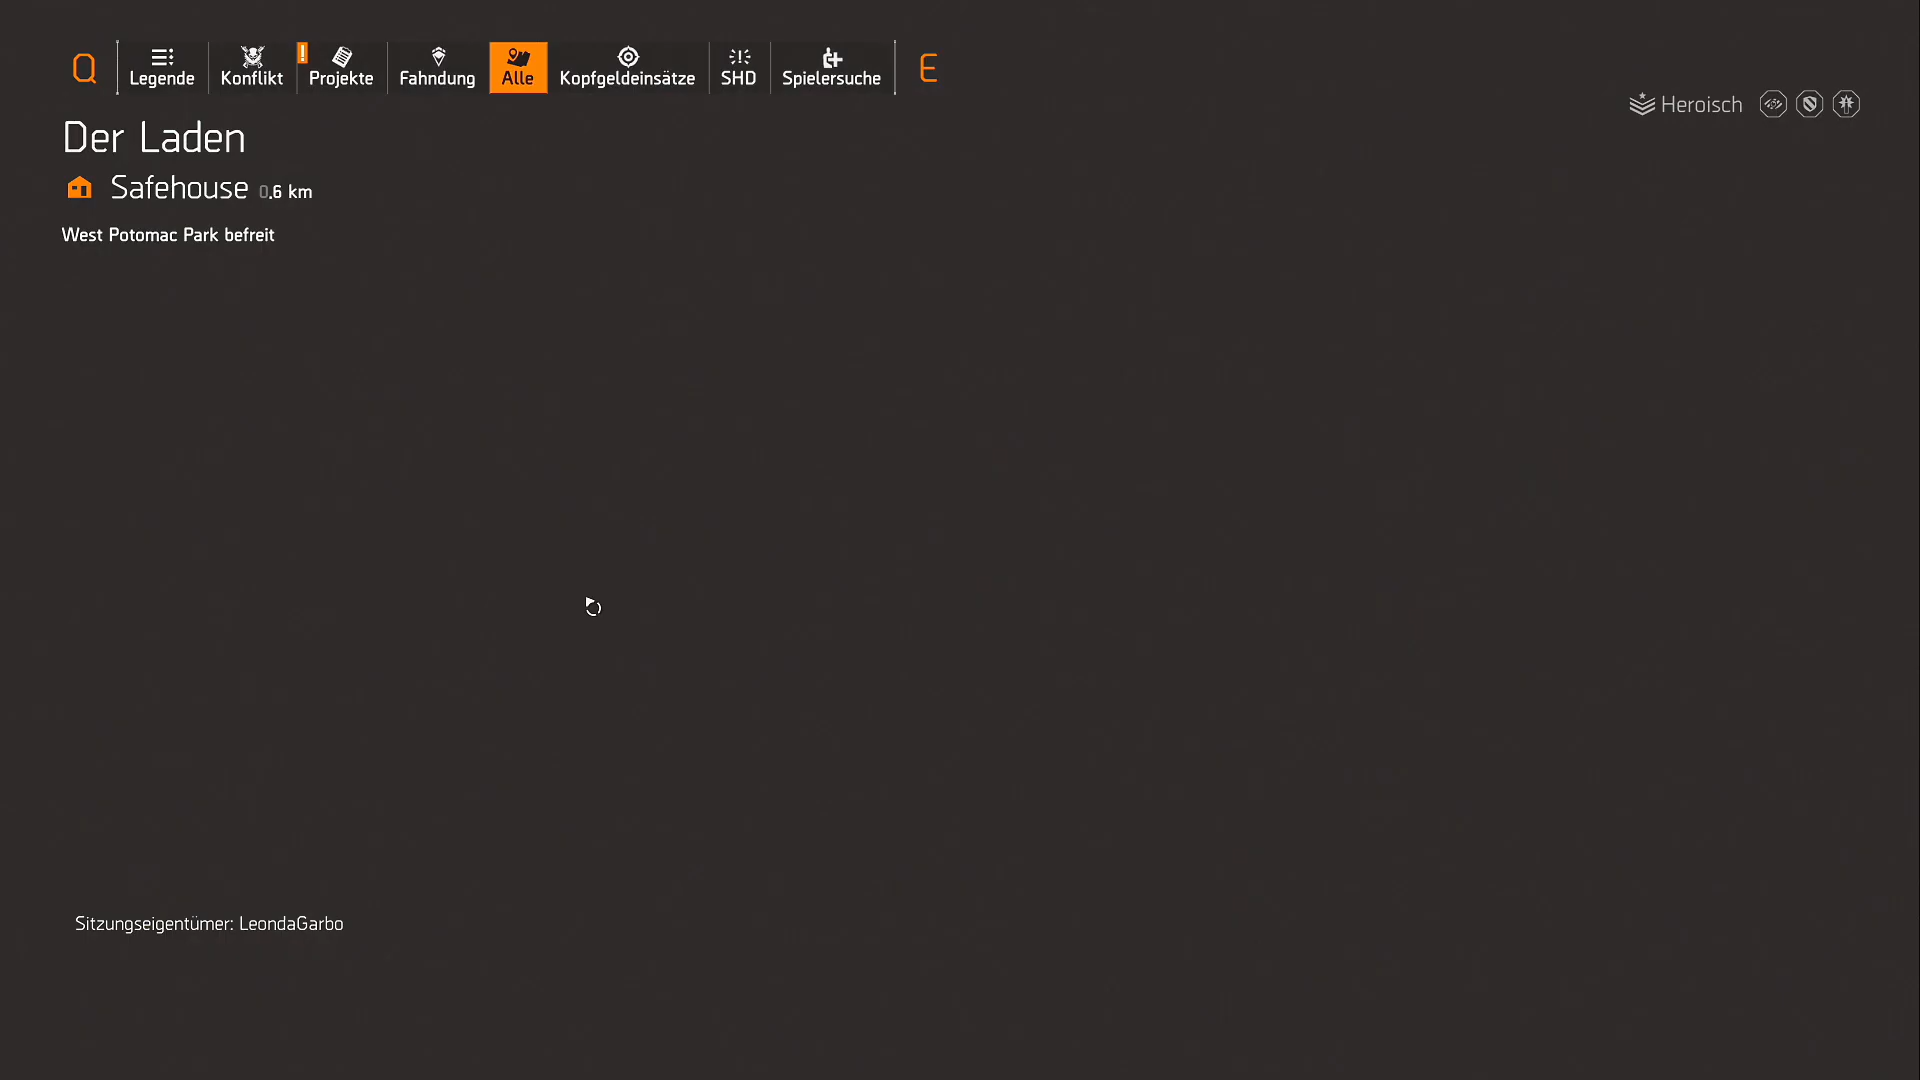 Q Legende Konflikt ! Projekte Fahndung Alle Kopfgeldeinsätze SHD Spielersuche E
Heroisch
Der Laden
Safehouse 0.6 km
West Potomac Park befreit
Sitzungseigentümer: LeondaGarbo